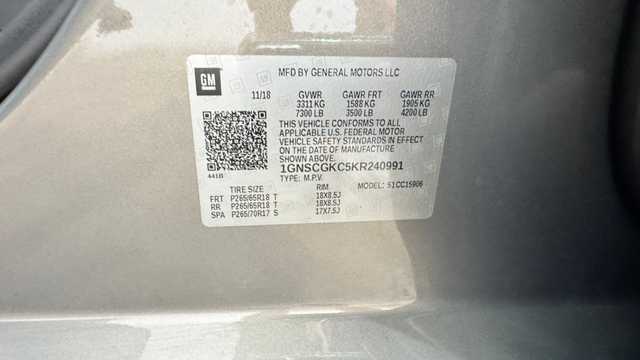 GM
MFD BY GENERAL MOTORS LLC
11/18 GVWR GAWR FRT GAWR RR
3311 KG 1588 KG 1905 KG
7300 LB 3500 LB 4200 LB
THIS VEHICLE CONFORMS TO ALL
APPLICABLE U.S. FEDERAL MOTOR
VEHICLE SAFETY STANDARDS IN EFFECT
ON THE DATE OF MANUFACTURE
SHOWN ABOVE.
1GNSCGKC5KR240991
441B
TYPE: M.P.V. MODEL: S1CC15906
TIRE SIZE RIM
FRT P265/65R18 T 18X8.5J
RR P265/65R18 T 18X8.5J
SPA P265/70R17 S 17X7.5J